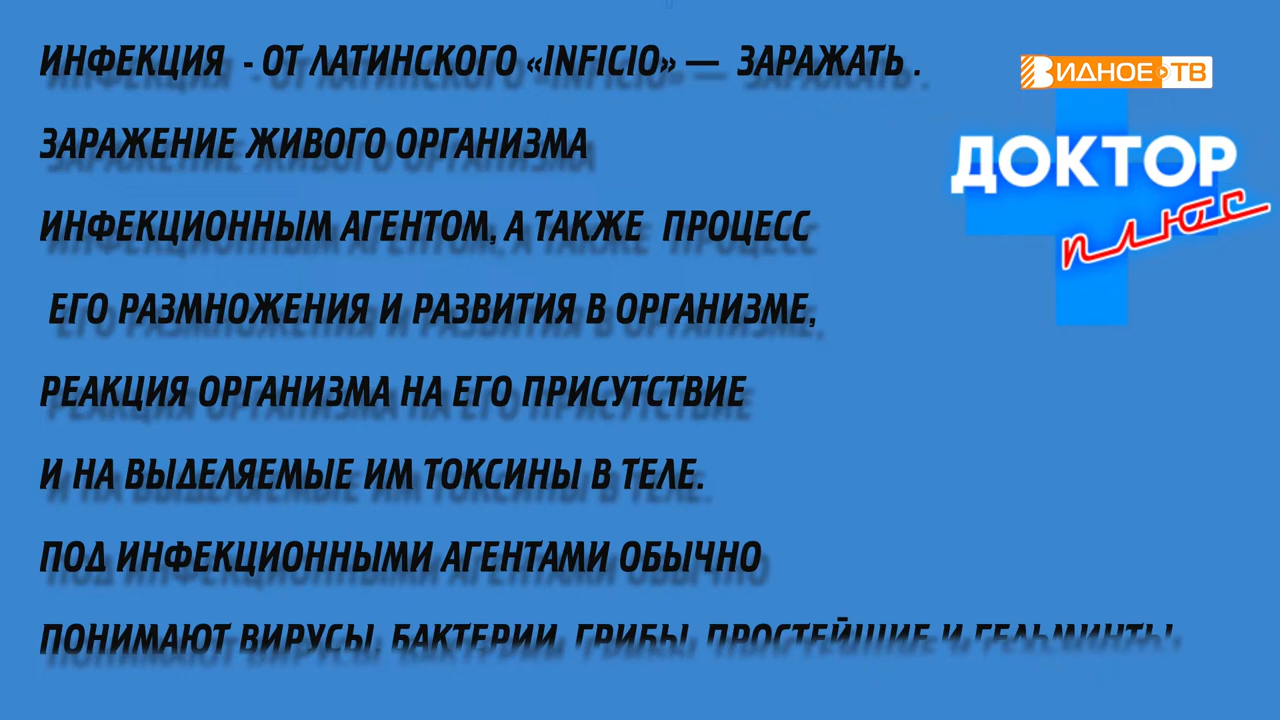 ИНФЕКЦИЯ - ОТ ЛАТИНСКОГО «INFICIO» — ЗАРАЖАТЬ .
ЗАРАЖЕНИЕ ЖИВОГО ОРГАНИЗМА
ИНФЕКЦИОННЫМ АГЕНТОМ, А ТАКЖЕ ПРОЦЕСС
ЕГО РАЗМНОЖЕНИЯ И РАЗВИТИЯ В ОРГАНИЗМЕ,
РЕАКЦИЯ ОРГАНИЗМА НА ЕГО ПРИСУТСТВИЕ
И НА ВЫДЕЛЯЕМЫЕ ИМ ТОКСИНЫ В ТЕЛЕ.
ПОД ИНФЕКЦИОННЫМИ АГЕНТАМИ ОБЫЧНО
ПОНИМАЮТ ВИРУСЫ, БАКТЕРИИ, ГРИБЫ, ПРОСТЕЙШИЕ И ГЕЛЬМИНТЫ.
ВИДНОЕ ТВ
ДОКТОР
плюс